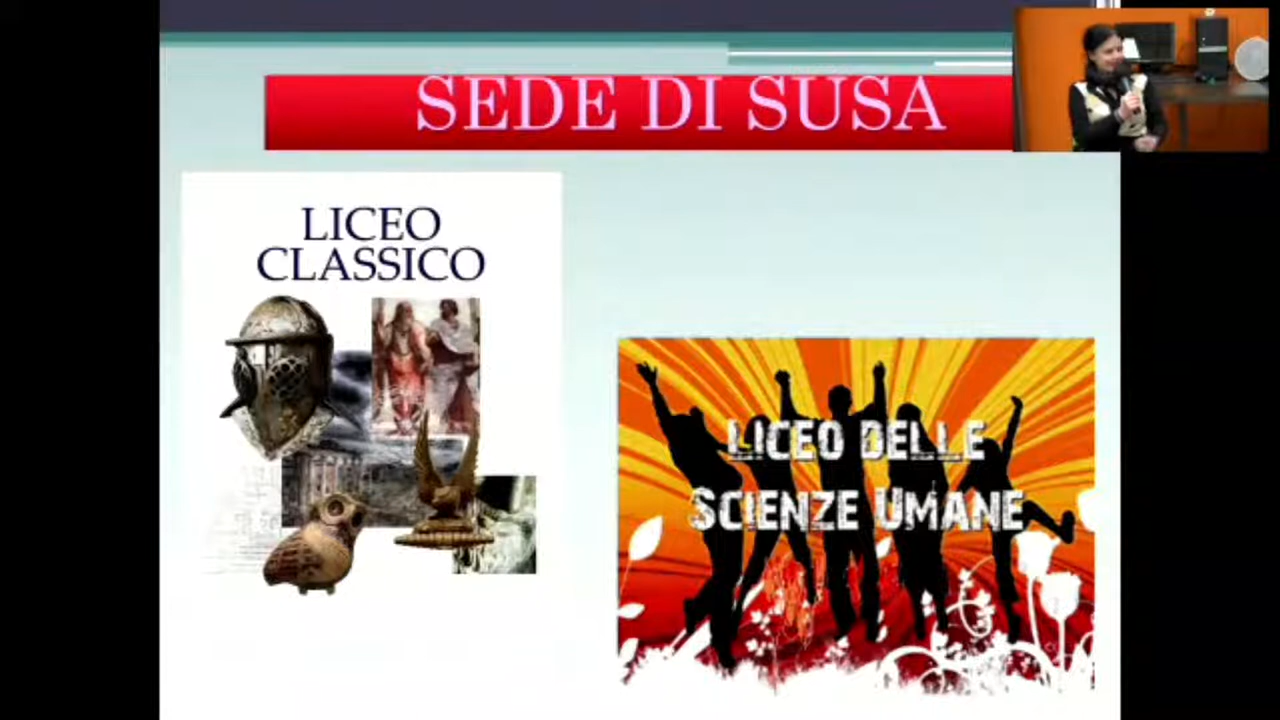 SEDE DI SUSA
LICEO
CLASSICO
LICEO DELLE
SCIENZE UMANE